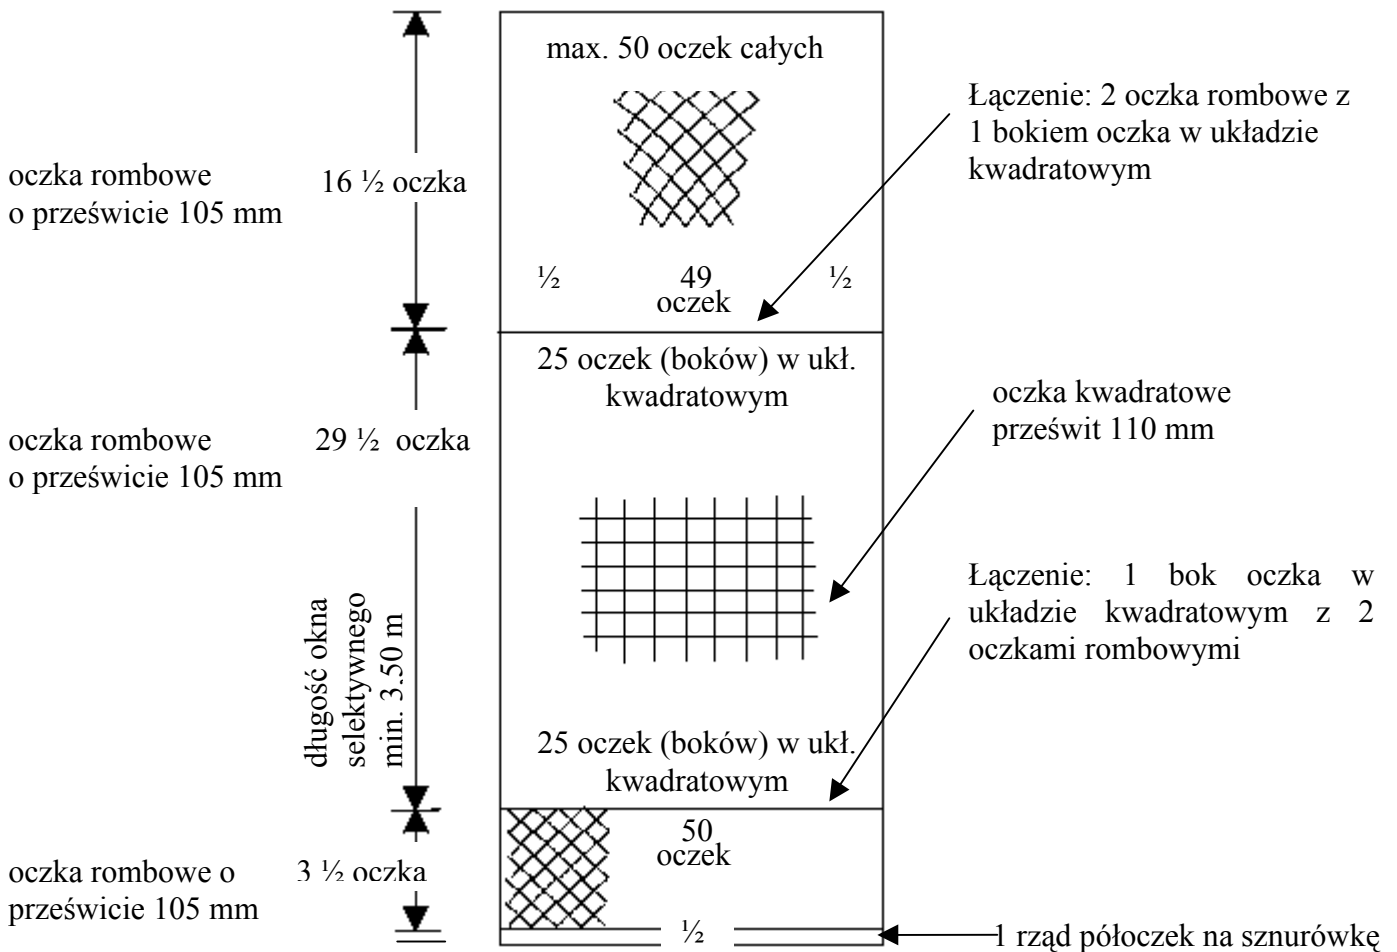 max. 50 oczek całych
Łączenie: 2 oczka rombowe z
1 bokiem oczka w układzie
kwadratowym
oczka rombowe
o prześwicie 105 mm
16 ½ oczka
½
49
oczek
½
25 oczek (boków) w ukł.
kwadratowym
oczka kwadratowe
prześwit 110 mm
oczka rombowe
o prześwicie 105 mm
29 ½ oczka
długość okna
selektywnego
min. 3.50 m
Łączenie: 1 bok oczka w
układzie kwadratowym z 2
oczkami rombowymi
25 oczek (boków) w ukł.
kwadratowym
50
oczek
oczka rombowe o
prześwicie 105 mm
3 ½ oczka
½
1 rząd półoczek na sznurówkę